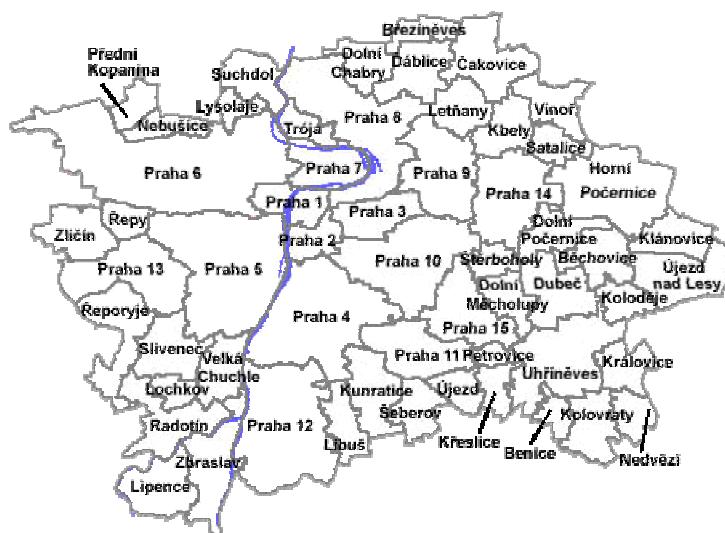 Březiněves
Přední
Kopanina
Suchdol
Dolní
Chabry
Ďáblice
Čakovice
Lysolaje
Nebušice
Trója
Praha 8
Letňany
Kbely
Vinoř
Satalice
Praha 6
Praha 7
Praha 9
Praha 14
Horní
Počernice
Praha 1
Praha 3
Řepy
Zličín
Praha 2
Dolní
Počernice
Klánovice
Praha 13
Praha 5
Praha 10
Štěrboholy
Běchovice
Újezd
nad Lesy
Dolní
Měcholupy
Dubeč
Koloděje
Řeporyje
Praha 4
Praha 15
Slivenec
Velká
Chuchle
Praha 11
Petrovice
Královice
Uhříněves
Lochkov
Kunratice
Újezd
Šeberov
Radotín
Praha 12
Libuš
Křeslice
Benice
Kolovraty
Nedvězí
Zbraslav
Lipence